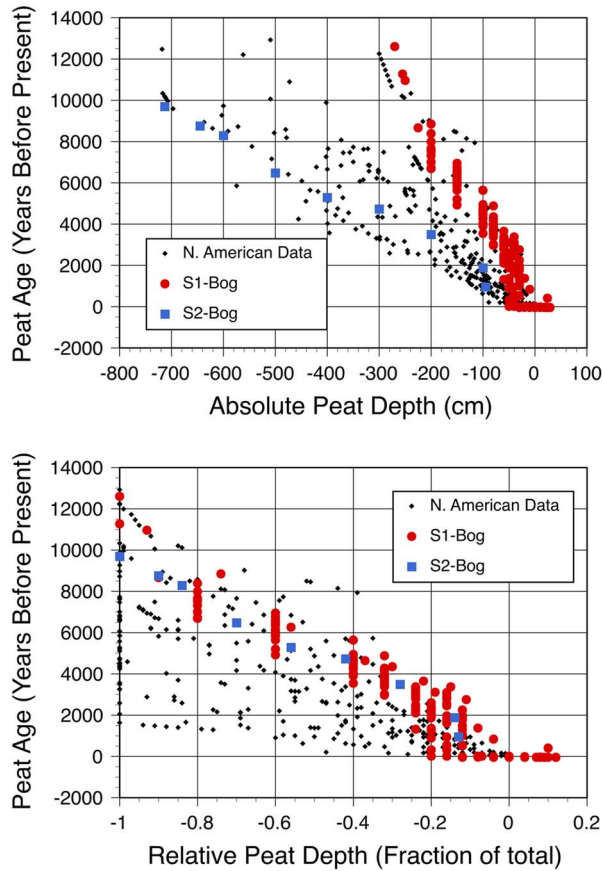 14000
12000
10000
8000
6000
4000
2000
0
-2000
Peat Age (Years Before Present)
N. American Data
S1-Bog
S2-Bog
-800 -700 -600 -500 -400 -300 -200 -100 0 100
Absolute Peat Depth (cm)
14000
12000
10000
8000
6000
4000
2000
0
-2000
Peat Age (Years Before Present)
N. American Data
S1-Bog
S2-Bog
-1 -0.8 -0.6 -0.4 -0.2 0 0.2
Relative Peat Depth (Fraction of total)